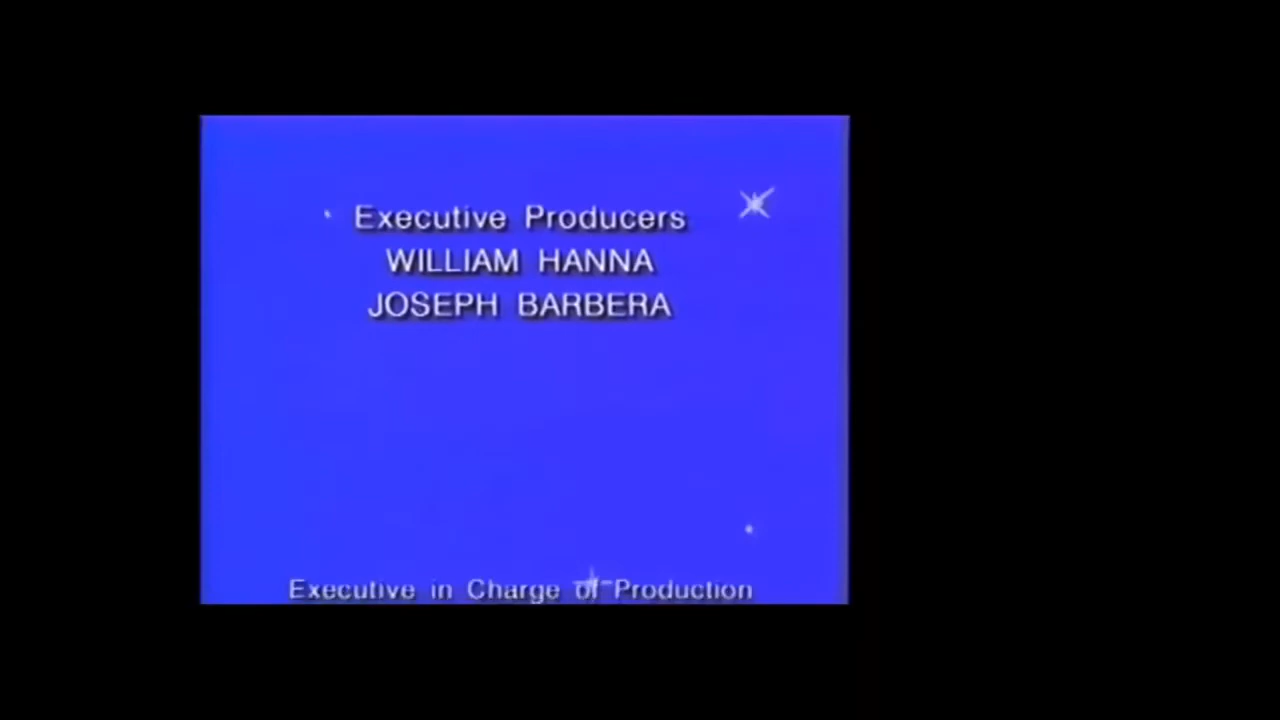 Executive Producers
WILLIAM HANNA
JOSEPH BARBERA
Executive in Charge of Production